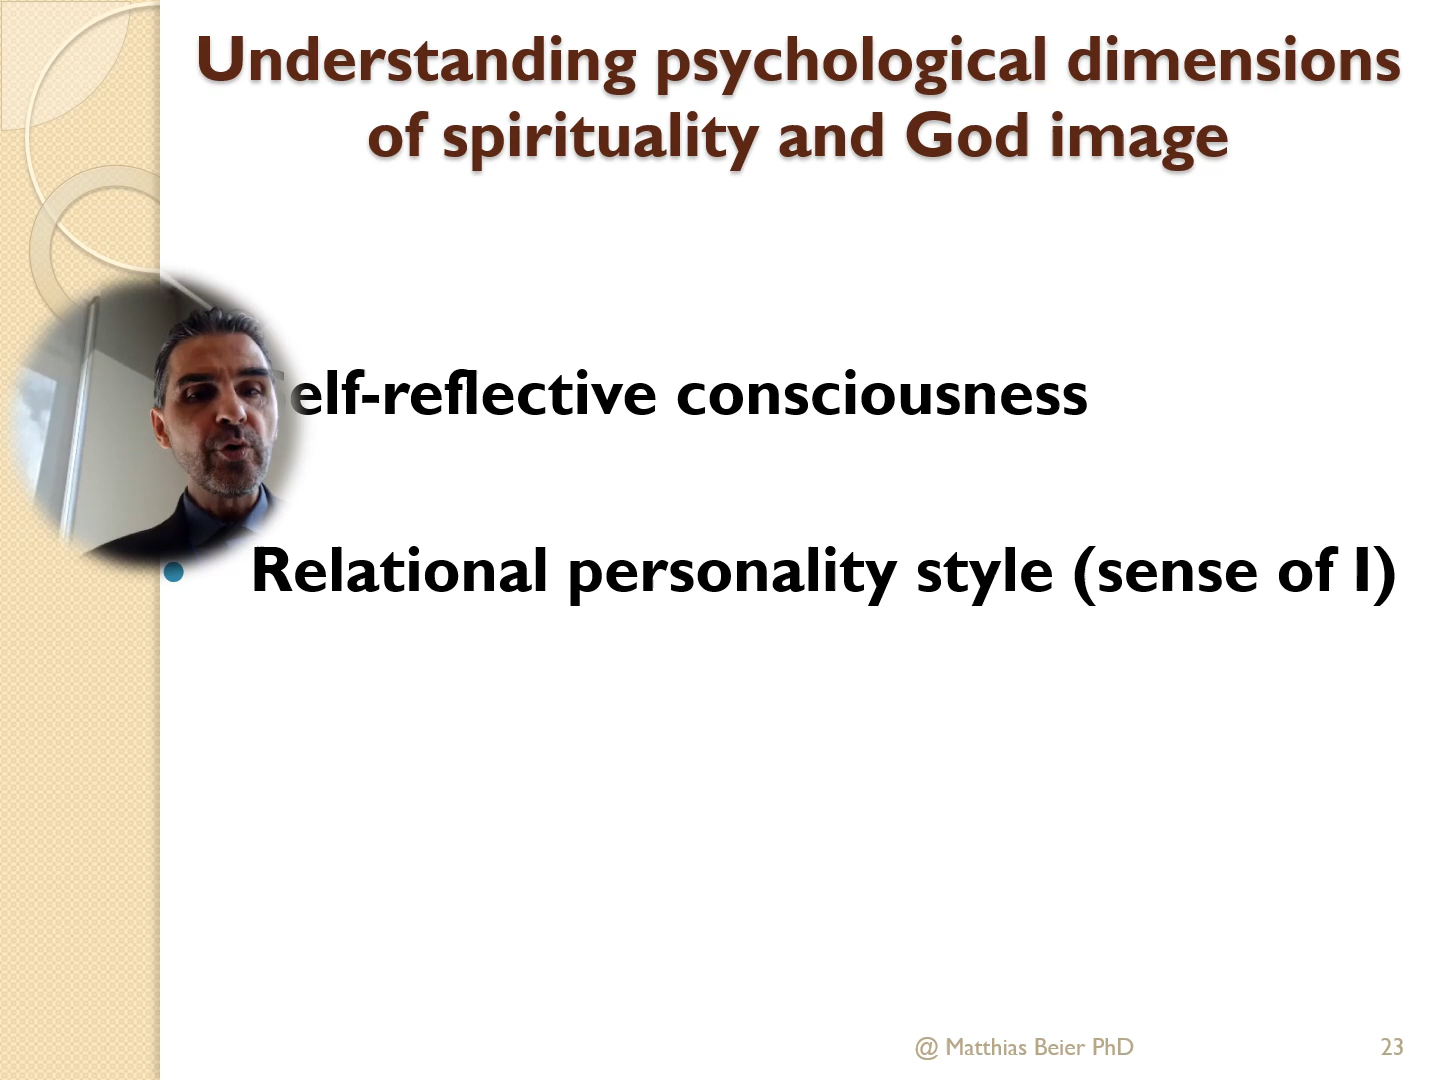 Understanding psychological dimensions
of spirituality and God image
Self-reflective consciousness
• Relational personality style (sense of I)
@ Matthias Beier PhD
23